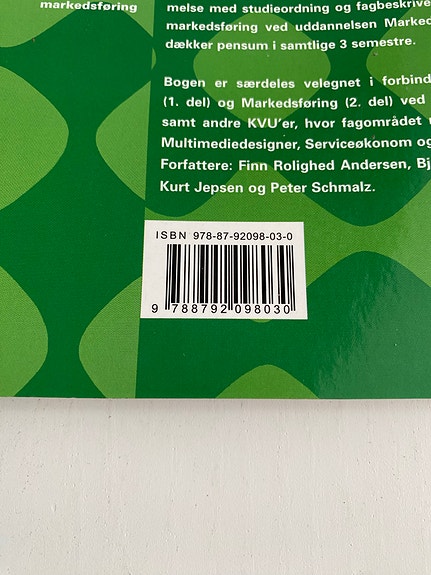 markedsføring
melse med studieordning og fagbeskrive
markedsføring ved uddannelsen Marked
dækker pensum i samtlige 3 semestre.
Bogen er særdeles velegnet i forbind
(1. del) og Markedsføring (2. del) ved
samt andre KVU'er, hvor fagområdet u
Multimediedesigner, Serviceøkonom og
Forfattere: Finn Rolighed Andersen, Bj
Kurt Jepsen og Peter Schmalz.
ISBN 978-87-92098-03-0
9 788792 098030